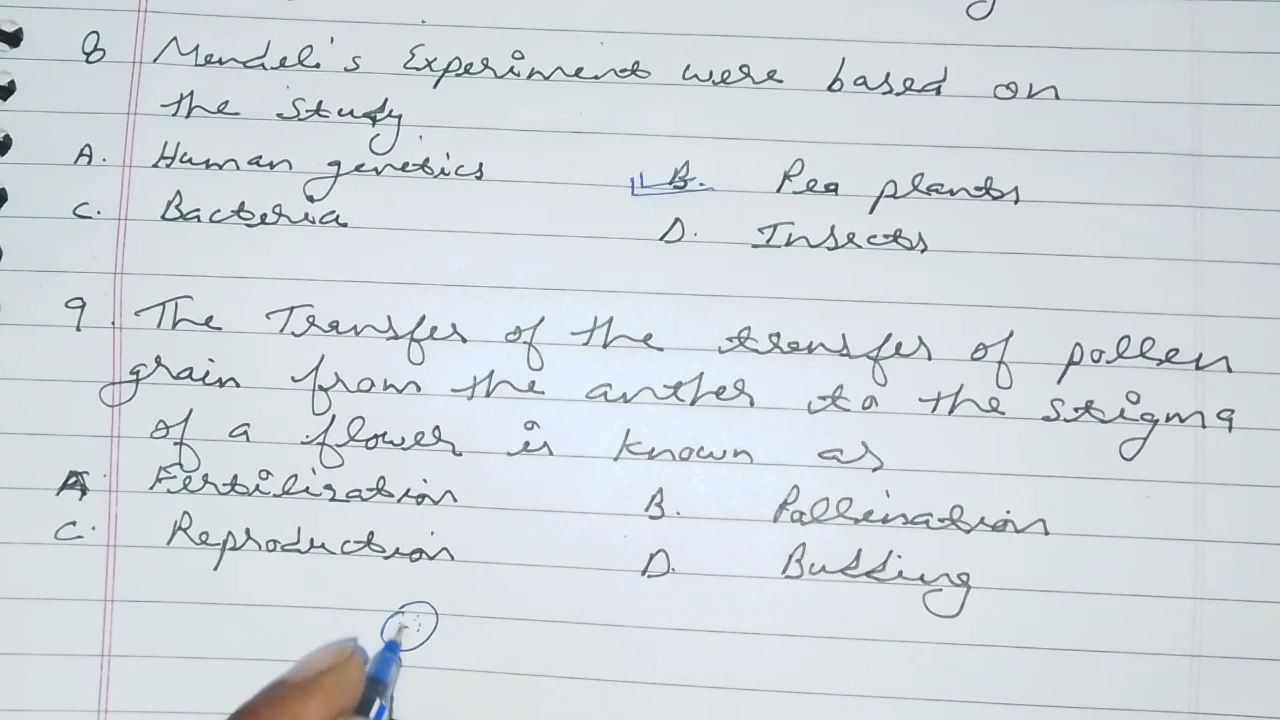 8 Mendel's Experiment were based on
the study
A. Human genetics B. Pea plants
C. Bacteria D. Insects
9. The Transfer of the transfer of pollen
grain from the anther to the stigma
of a flower is known as
A Fertilization B. Pollination
C. Reproduction D. Budding